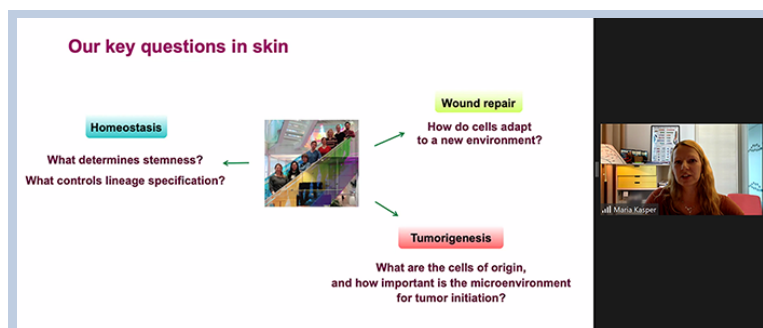 Our key questions in skin
Homeostasis
What determines stemness?
What controls lineage specification?
Wound repair
How do cells adapt
to a new environment?
Tumorigenesis
What are the cells of origin,
and how important is the microenvironment
for tumor initiation?
Maria Kasper